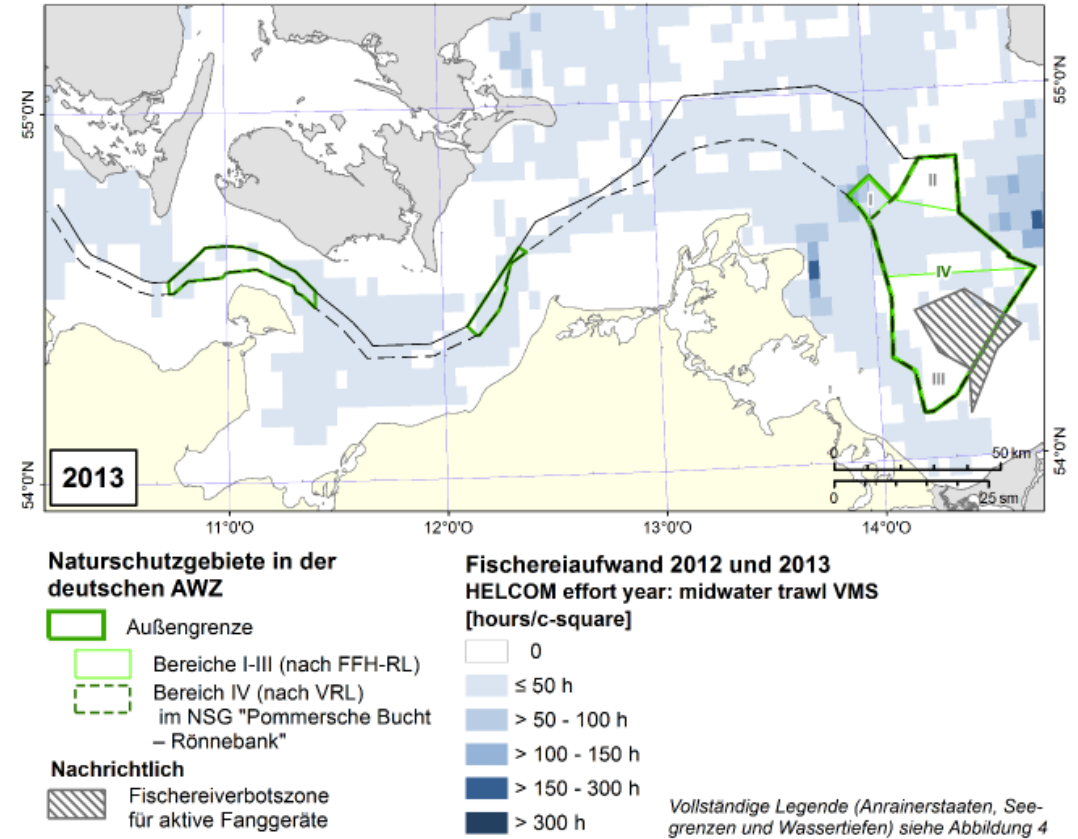 55°0'N
55°0'N
I
II
IV
III
2013
0
50 km
0
25 sm
54°0'N
54°0'N
11°0'O
12°0'O
13°0'O
14°0'O
Naturschutzgebiete in der
deutschen AWZ
Außengrenze
Bereiche I-III (nach FFH-RL)
Bereich IV (nach VRL)
im NSG "Pommersche Bucht
– Rönnebank"
Nachrichtlich
Fischereiverbotszone
für aktive Fanggeräte
Fischereiaufwand 2012 und 2013
HELCOM effort year: midwater trawl VMS
[hours/c-square]
0
≤ 50 h
> 50 - 100 h
> 100 - 150 h
> 150 - 300 h
> 300 h
Vollständige Legende (Anrainerstaaten, See-
grenzen und Wassertiefen) siehe Abbildung 4